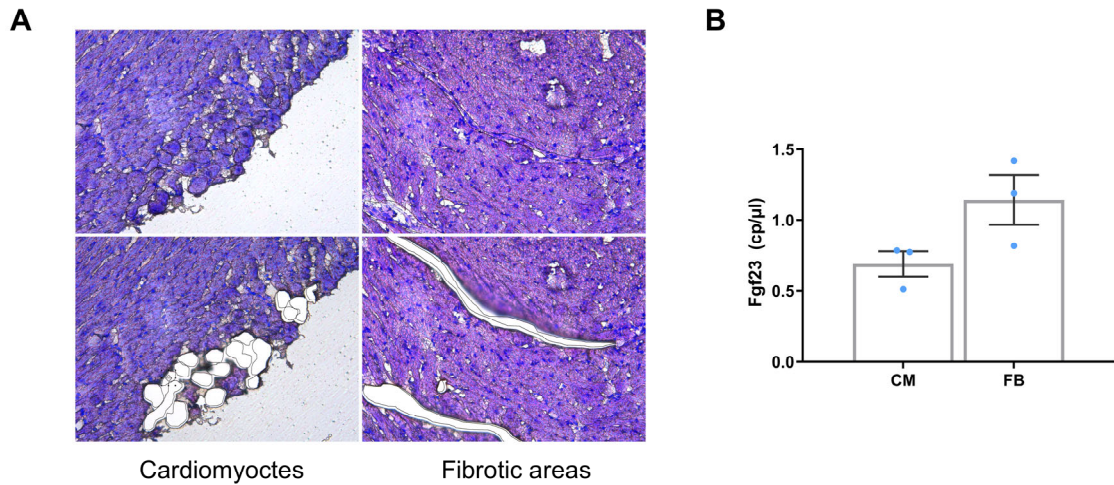 A
B
Cardiomyoctes
Fibrotic areas
Fgf23 (cp/µl)
1.5
1.0
0.5
0.0
CM
FB